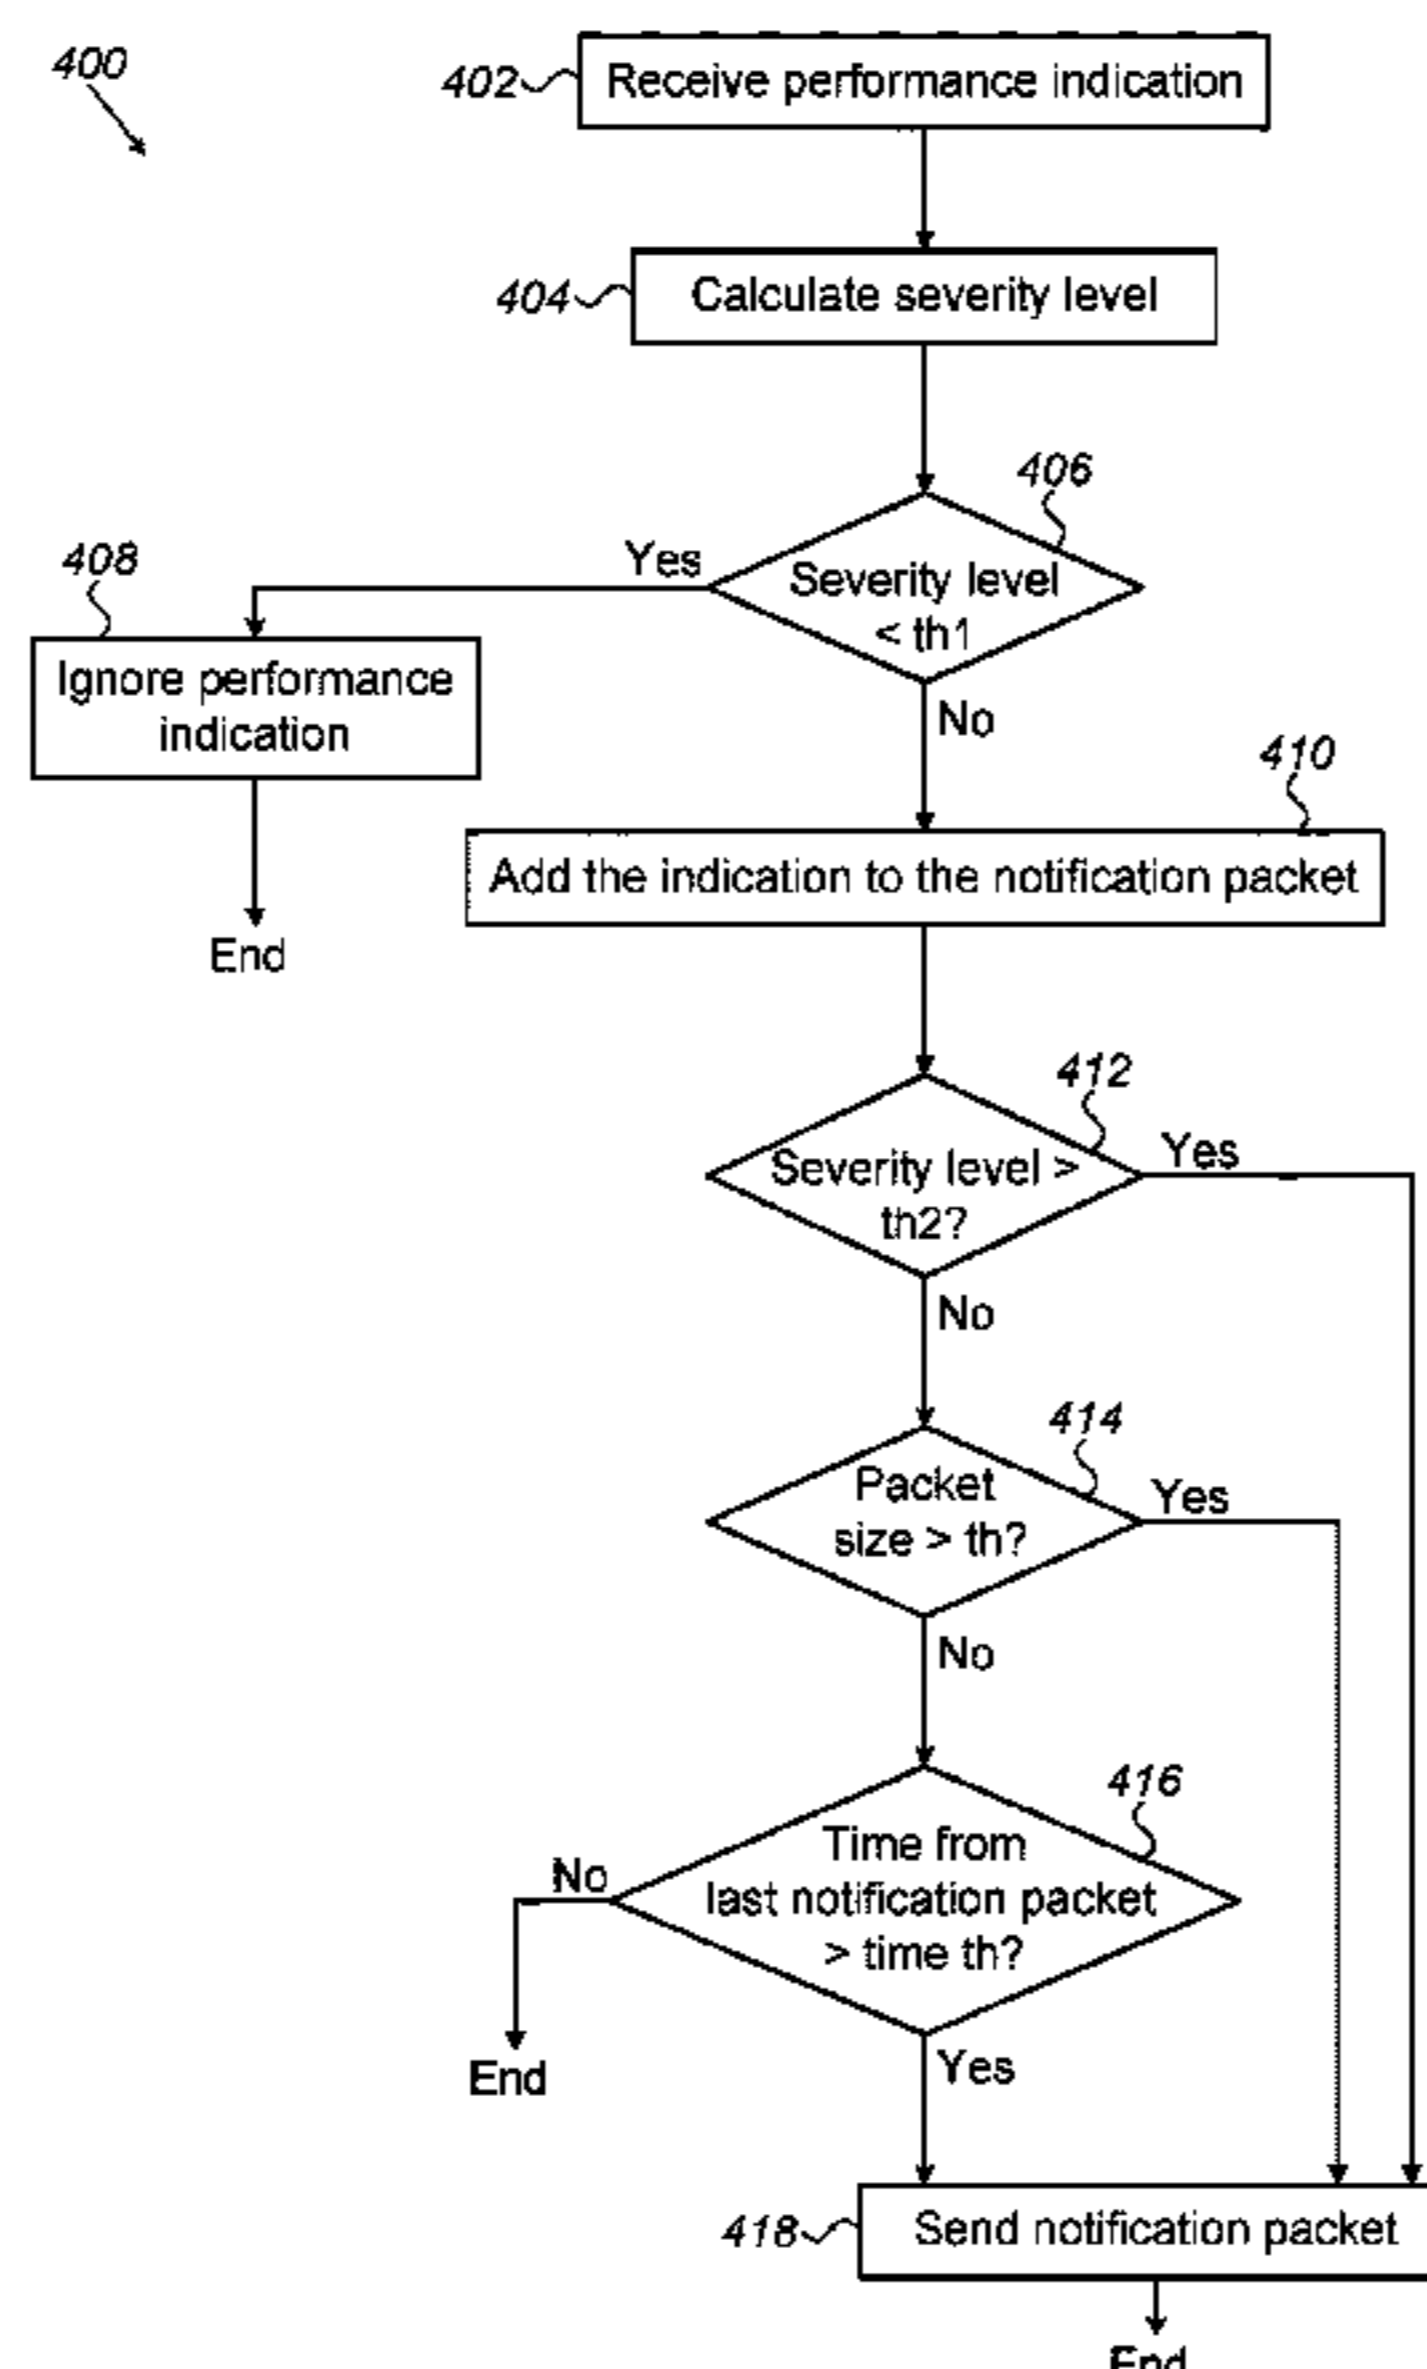 400
402
Receive performance indication
404
Calculate severity level
406
Yes
Severity level
< th1
408
Ignore performance
indication
No
410
Add the indication to the notification packet
End
412
Severity level >
th2?
Yes
No
414
Packet
size > th?
Yes
No
416
Time from
last notification packet
> time th?
No
End
Yes
418
Send notification packet
End